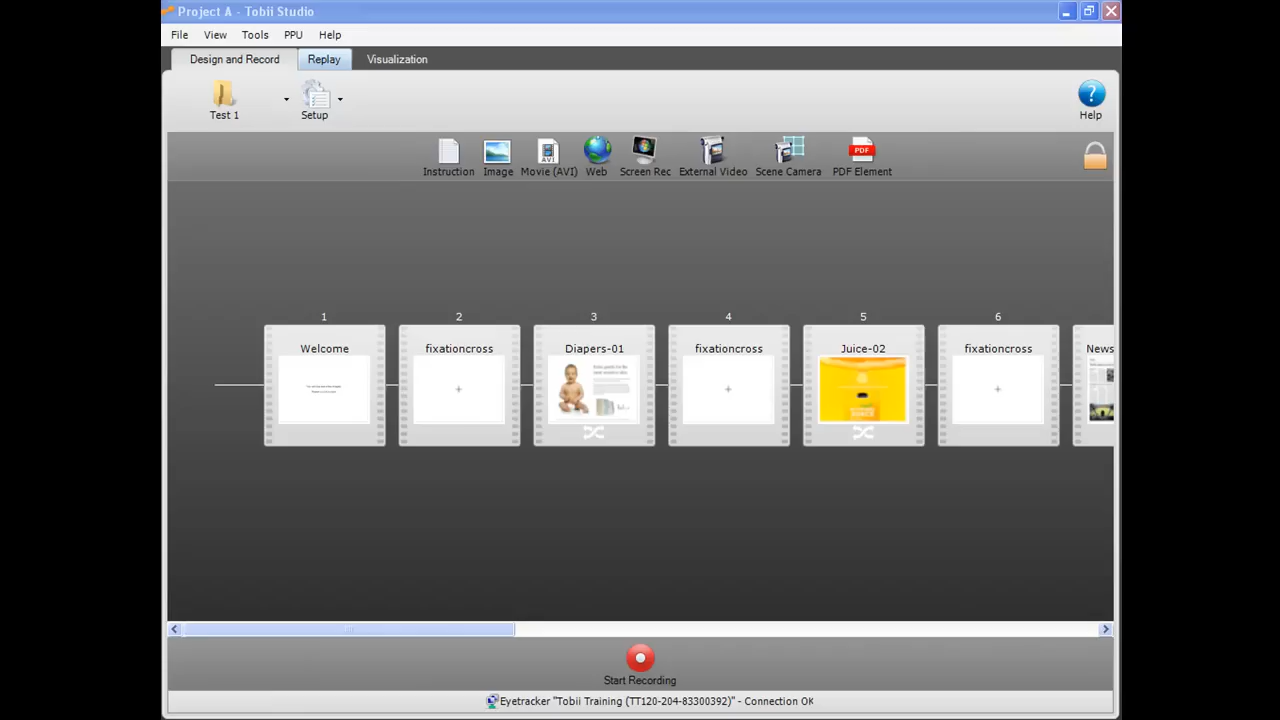 Project A - Tobii Studio
File View Tools PPU Help
Design and Record Replay Visualization
Test 1 Setup Help
Instruction Image Movie (AVI) Web Screen Rec External Video Scene Camera PDF Element
AVI
PDF
1 2 3 4 5 6
Welcome fixationcross Diapers-01 fixationcross Juice-02 fixationcross News
Start Recording
Eyetracker "Tobii Training (TT120-204-83300392)" - Connection OK